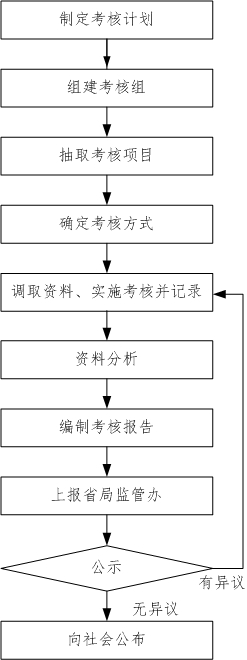 制定考核计划
组建考核组
抽取考核项目
确定考核方式
调取资料、实施考核并记录
资料分析
编制考核报告
上报省局监管办
公示
有异议
无异议
向社会公布